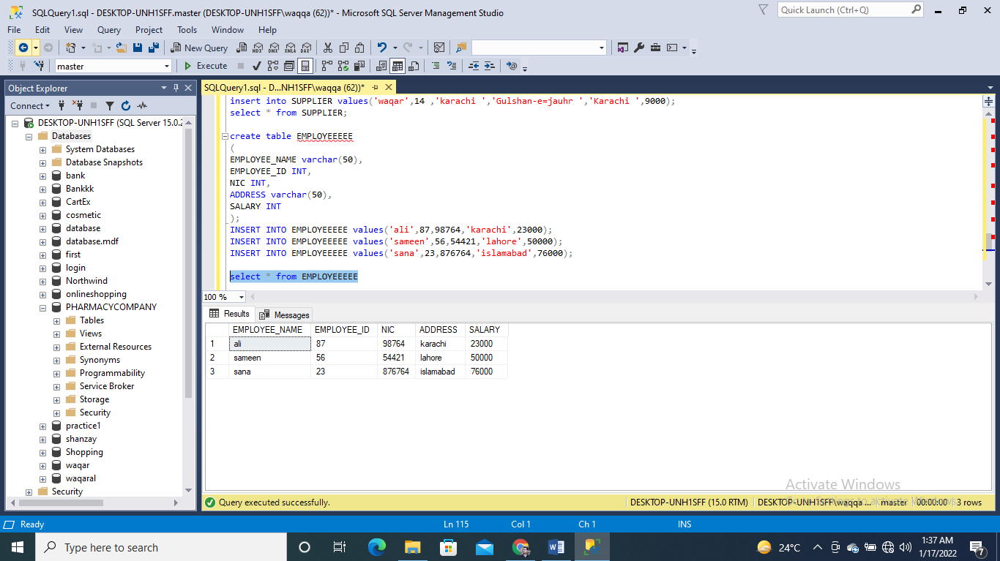 SQLQuery1.sql - DESKTOP-UNH1SFF.master (DESKTOP-UNH1SFF\waqqa (62))* - Microsoft SQL Server Management Studio
Quick Launch (Ctrl+Q)
File Edit View Query Project Tools Window Help
New Query MDX DMX XMLA DAX
master Execute
Object Explorer
Connect
DESKTOP-UNH1SFF (SQL Server 15.0.2
Databases
System Databases
Database Snapshots
bank
Bankkk
CartEx
cosmetic
database
database.mdf
first
login
Northwind
onlineshopping
PHARMACYCOMPANY
Tables
Views
External Resources
Synonyms
Programmability
Service Broker
Storage
Security
practice1
shanzay
Shopping
waqar
waqaral
Security
SQLQuery1.sql - D...NH1SFF\waqqa (62))*
insert into SUPPLIER values('waqar',14 ,'karachi ','Gulshan-e=jauhr ','Karachi ',9000);
select * from SUPPLIER;
create table EMPLOYEEEEE
(
EMPLOYEE_NAME varchar(50),
EMPLOYEE_ID INT,
NIC INT,
ADDRESS varchar(50),
SALARY INT
);
INSERT INTO EMPLOYEEEEE values('ali',87,98764,'karachi',23000);
INSERT INTO EMPLOYEEEEE values('sameen',56,54421,'lahore',50000);
INSERT INTO EMPLOYEEEEE values('sana',23,876764,'islamabad',76000);
select * from EMPLOYEEEEE
100 %
Results Messages
EMPLOYEE_NAME EMPLOYEE_ID NIC ADDRESS SALARY
1 ali 87 98764 karachi 23000
2 sameen 56 54421 lahore 50000
3 sana 23 876764 islamabad 76000
Activate Windows
Go to Settings to activate Windows.
Query executed successfully.
DESKTOP-UNH1SFF (15.0 RTM) DESKTOP-UNH1SFF\waqqa ... master 00:00:00 3 rows
Ready Ln 115 Col 1 Ch 1 INS
Type here to search
24°C
1:37 AM
1/17/2022
7